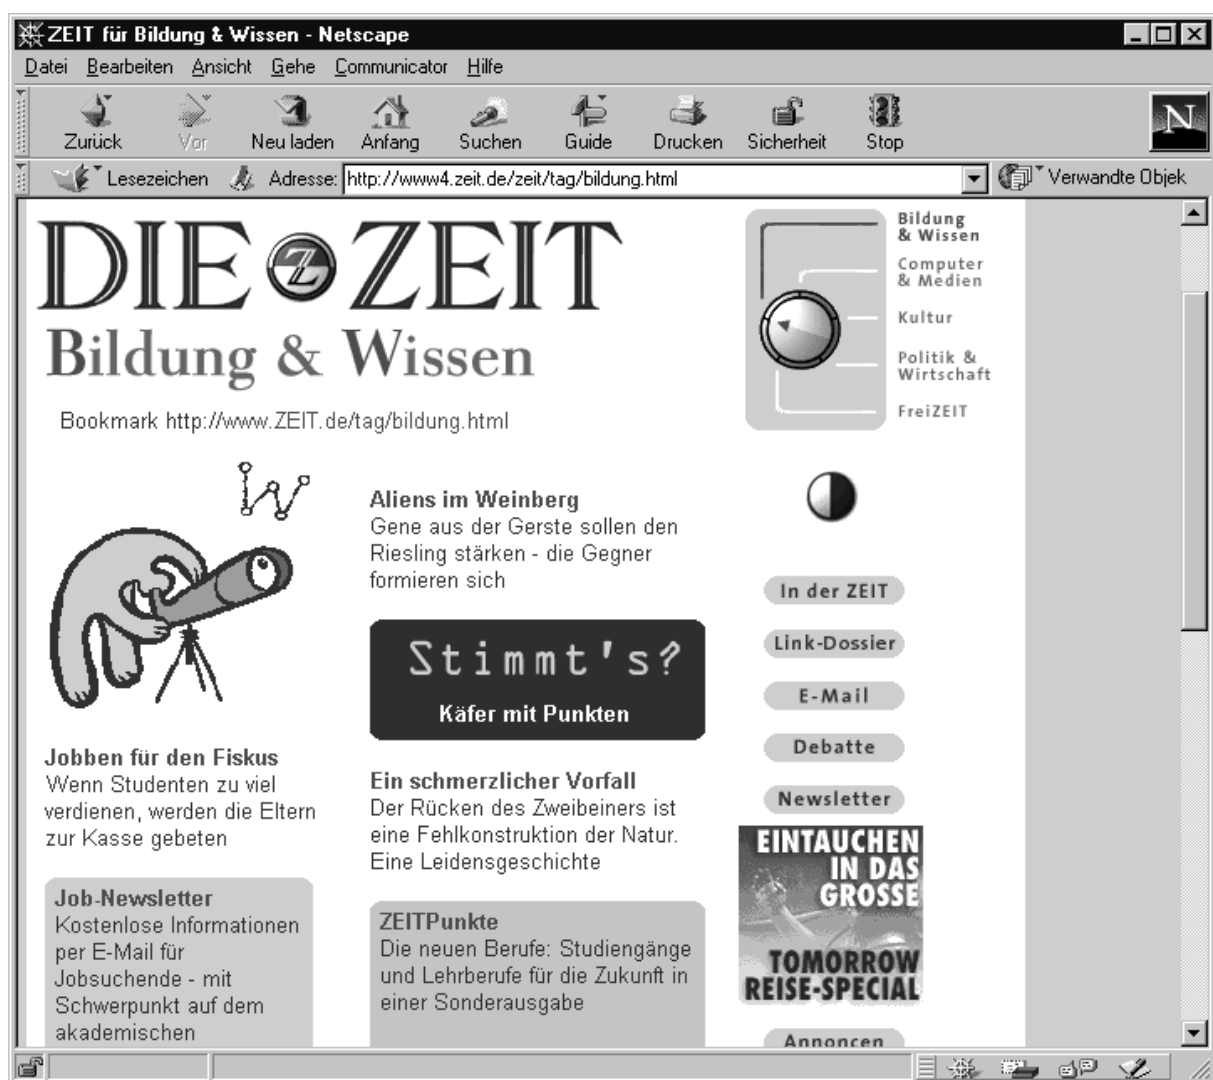 ZEIT für Bildung & Wissen - Netscape
Datei Bearbeiten Ansicht Gehe Communicator Hilfe
Zurück Vor Neu laden Anfang Suchen Guide Drucken Sicherheit Stop
N
Lesezeichen Adresse: http://www4.zeit.de/zeit/tag/bildung.html Verwandte Objek
DIE Z ZEIT
Bildung & Wissen
Bookmark http://www.ZEIT.de/tag/bildung.html
Bildung
& Wissen
Computer
& Medien
Kultur
Politik &
Wirtschaft
FreiZEIT
W
Jobben für den Fiskus
Wenn Studenten zu viel
verdienen, werden die Eltern
zur Kasse gebeten
Job-Newsletter
Kostenlose Informationen
per E-Mail für
Jobsuchende - mit
Schwerpunkt auf dem
akademischen
Aliens im Weinberg
Gene aus der Gerste sollen den
Riesling stärken - die Gegner
formieren sich
Stimmt's?
Käfer mit Punkten
Ein schmerzlicher Vorfall
Der Rücken des Zweibeiners ist
eine Fehlkonstruktion der Natur.
Eine Leidensgeschichte
ZEITPunkte
Die neuen Berufe: Studiengänge
und Lehrberufe für die Zukunft in
einer Sonderausgabe
In der ZEIT
Link-Dossier
E-Mail
Debatte
Newsletter
EINTAUCHEN
IN DAS
GROSSE
TOMORROW
REISE-SPECIAL
Annoncen